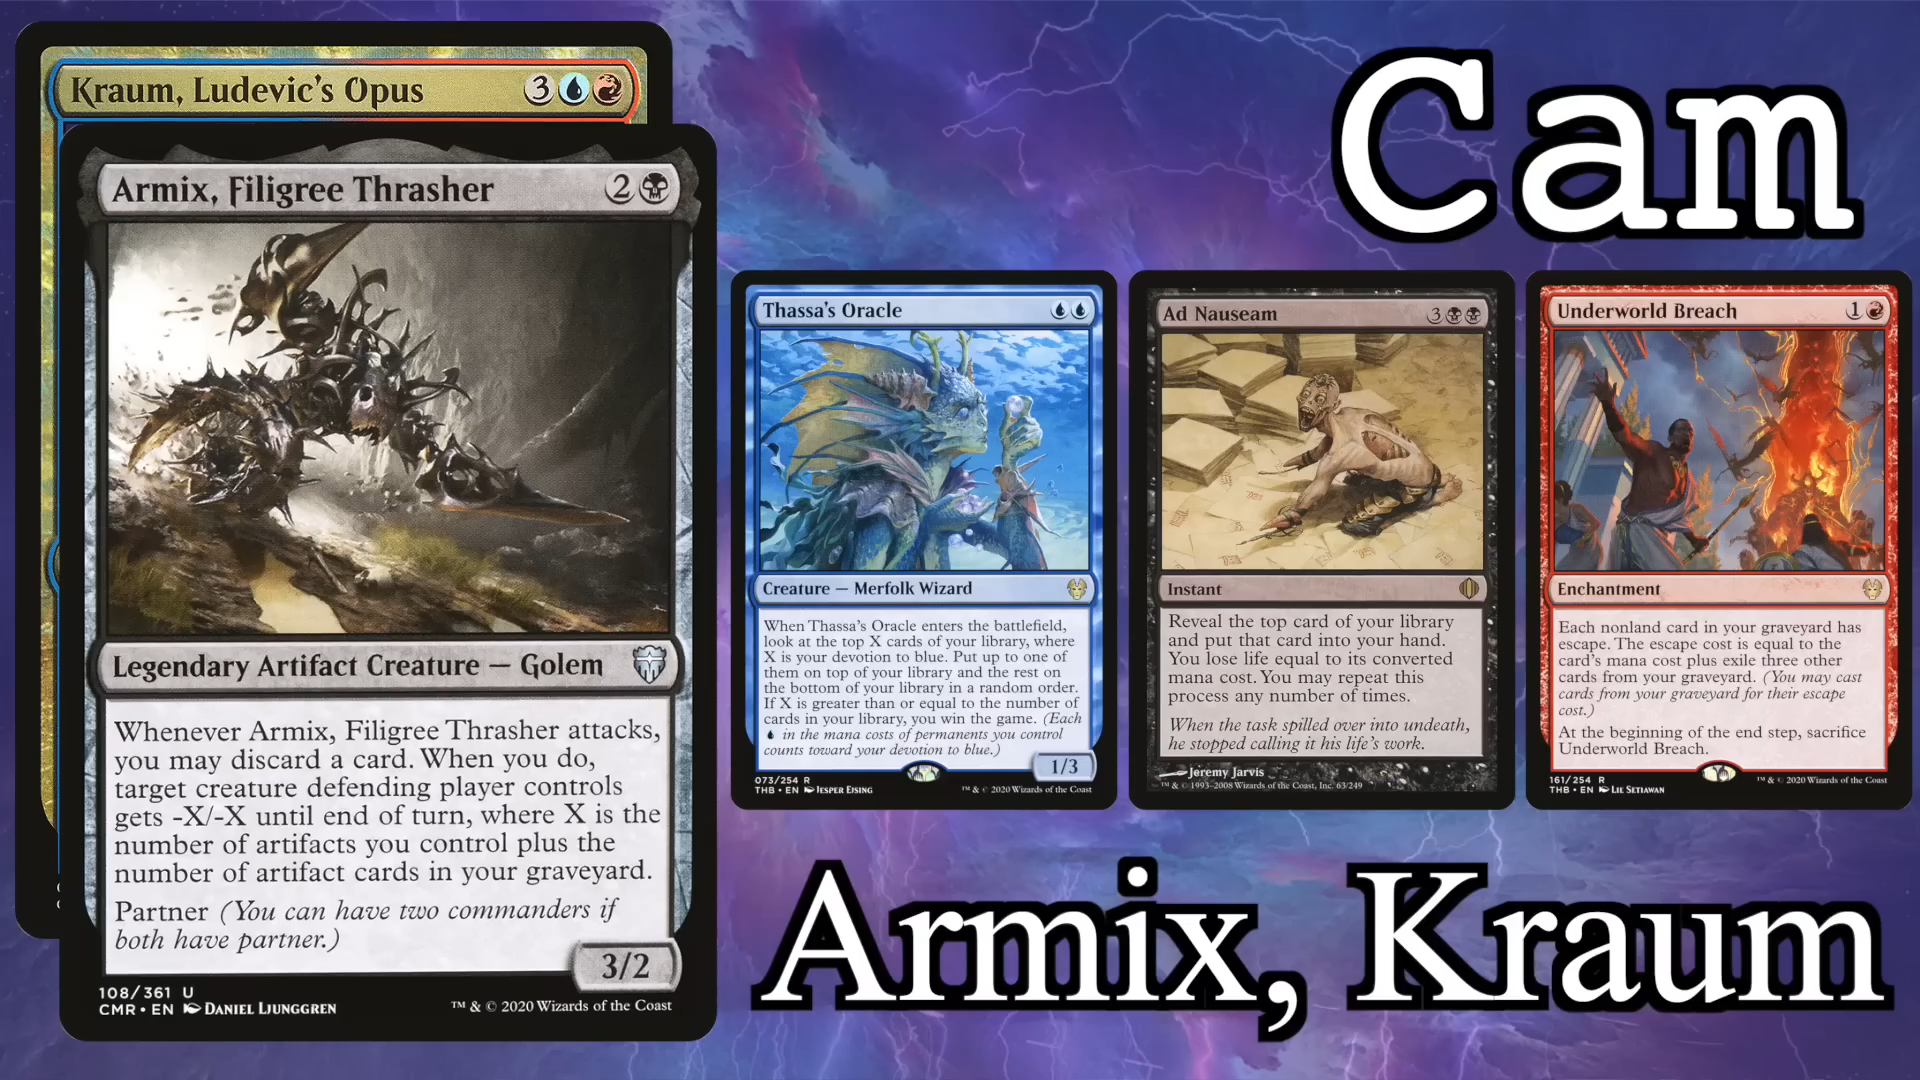 Kraum, Ludevic's Opus 3
Armix, Filigree Thrasher 2
Legendary Artifact Creature — Golem
Whenever Armix, Filigree Thrasher attacks,
you may discard a card. When you do,
target creature defending player controls
gets -X/-X until end of turn, where X is the
number of artifacts you control plus the
number of artifact cards in your graveyard.
Partner (You can have two commanders if
both have partner.)
3/2
108/361 U
CMR • EN DANIEL LJUNGGREN
™ & © 2020 Wizards of the Coast
Cam
Thassa's Oracle
Creature — Merfolk Wizard
When Thassa's Oracle enters the battlefield,
look at the top X cards of your library, where
X is your devotion to blue. Put up to one of
them on top of your library and the rest on
the bottom of your library in a random order.
If X is greater than or equal to the number of
cards in your library, you win the game. (Each
in the mana costs of permanents you control
counts toward your devotion to blue.)
1/3
073/254 R
THB • EN JESPER EJSING
™ & © 2020 Wizards of the Coast
Ad Nauseam 3
Instant
Reveal the top card of your library
and put that card into your hand.
You lose life equal to its converted
mana cost. You may repeat this
process any number of times.
When the task spilled over into undeath,
he stopped calling it his life's work.
Jeremy Jarvis
™ & © 1993–2008 Wizards of the Coast, Inc. 63/249
Underworld Breach 1
Enchantment
Each nonland card in your graveyard has
escape. The escape cost is equal to the
card's mana cost plus exile three other
cards from your graveyard. (You may cast
cards from your graveyard for their escape
cost.)
At the beginning of the end step, sacrifice
Underworld Breach.
161/254 R
THB • EN LIE SETIAWAN
™ & © 2020 Wizards of the Coast
Armix, Kraum